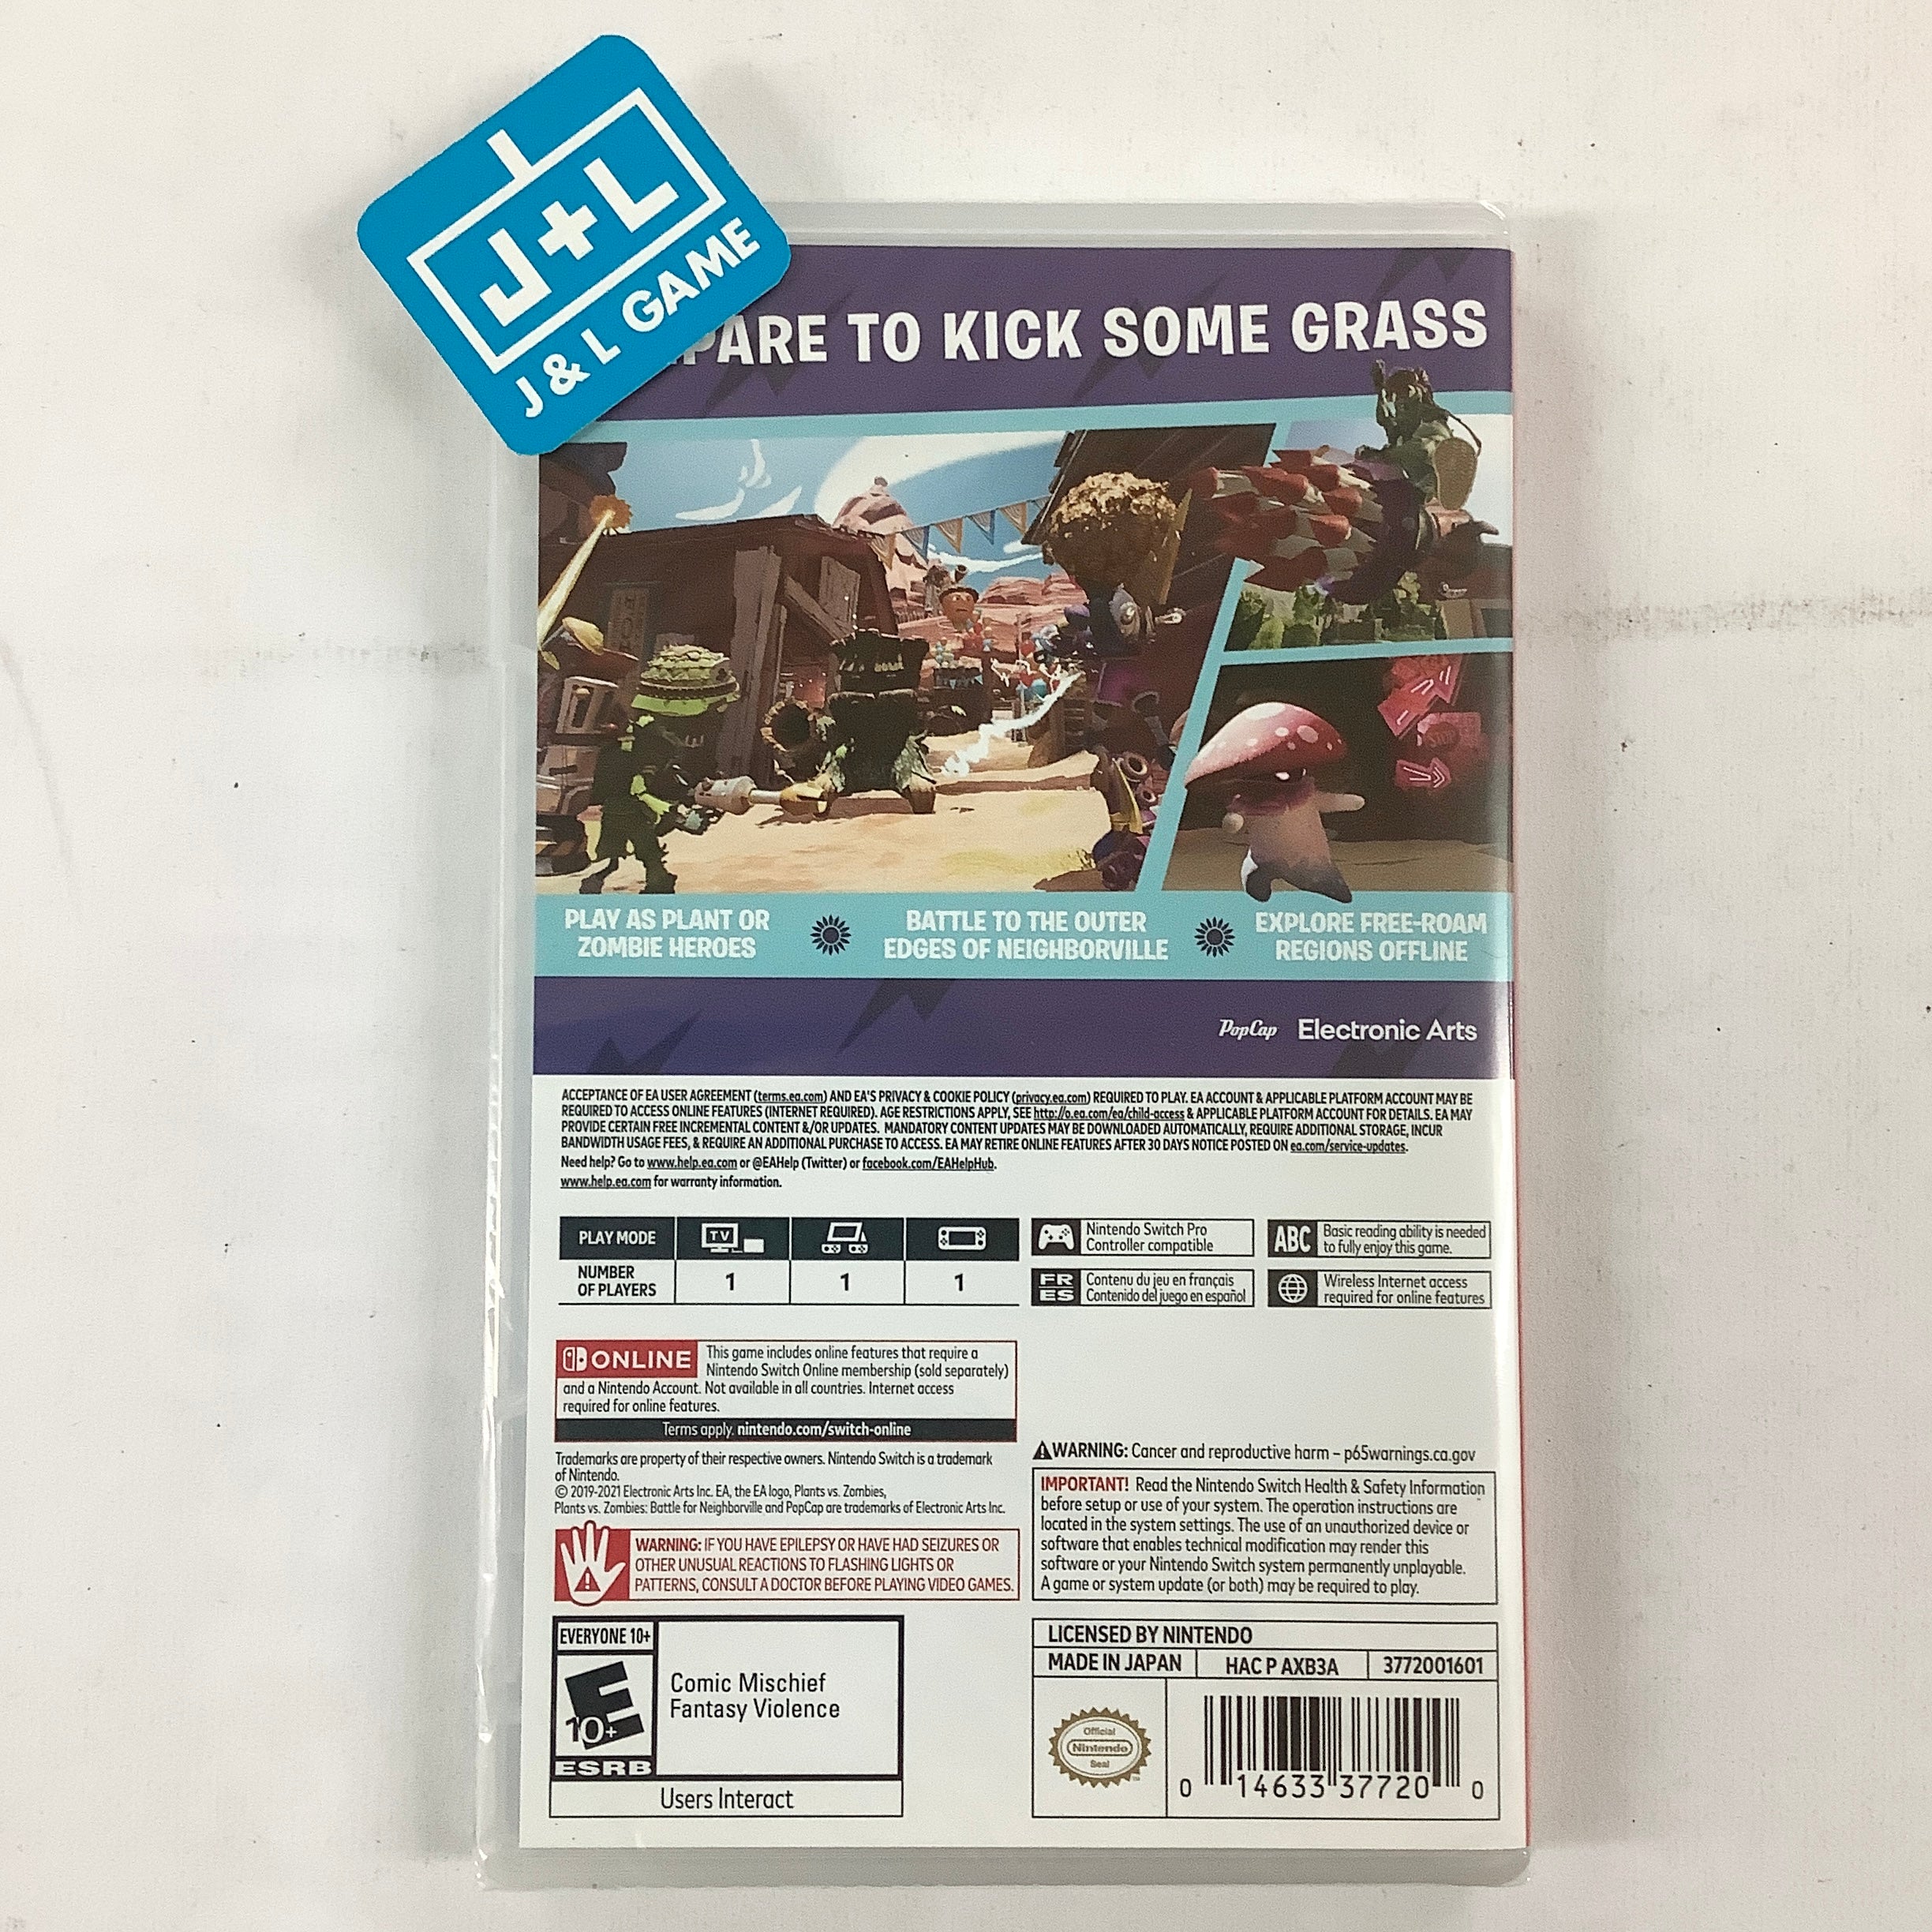 J+L
J & L GAME
PARE TO KICK SOME GRASS
PLAY AS PLANT OR
ZOMBIE HEROES
BATTLE TO THE OUTER
EDGES OF NEIGHBORVILLE
EXPLORE FREE-ROAM
REGIONS OFFLINE
PopCap Electronic Arts
ACCEPTANCE OF EA USER AGREEMENT (terms.ea.com) AND EA'S PRIVACY & COOKIE POLICY (privacy.ea.com) REQUIRED TO PLAY. EA ACCOUNT & APPLICABLE PLATFORM ACCOUNT MAY BE
REQUIRED TO ACCESS ONLINE FEATURES (INTERNET REQUIRED). AGE RESTRICTIONS APPLY, SEE http://o.ea.com/ea/child-access & APPLICABLE PLATFORM ACCOUNT FOR DETAILS. EA MAY
PROVIDE CERTAIN FREE INCREMENTAL CONTENT &/OR UPDATES. MANDATORY CONTENT UPDATES MAY BE DOWNLOADED AUTOMATICALLY, REQUIRE ADDITIONAL STORAGE, INCUR
BANDWIDTH USAGE FEES, & REQUIRE AN ADDITIONAL PURCHASE TO ACCESS. EA MAY RETIRE ONLINE FEATURES AFTER 30 DAYS NOTICE POSTED ON ea.com/service-updates.
Need help? Go to www.help.ea.com or @EAHelp (Twitter) or facebook.com/EAHelpHub.
www.help.ea.com for warranty information.
PLAY MODE
TV
NUMBER
OF PLAYERS
1 1 1
Nintendo Switch Pro
Controller compatible
ABC
Basic reading ability is needed
to fully enjoy this game.
FR
ES
Contenu du jeu en français
Contenido del juego en español
Wireless Internet access
required for online features
ONLINE
This game includes online features that require a
Nintendo Switch Online membership (sold separately)
and a Nintendo Account. Not available in all countries. Internet access
required for online features.
Terms apply. nintendo.com/switch-online
Trademarks are property of their respective owners. Nintendo Switch is a trademark
of Nintendo.
© 2019-2021 Electronic Arts Inc. EA, the EA logo, Plants vs. Zombies,
Plants vs. Zombies: Battle for Neighborville and PopCap are trademarks of Electronic Arts Inc.
WARNING: IF YOU HAVE EPILEPSY OR HAVE HAD SEIZURES OR
OTHER UNUSUAL REACTIONS TO FLASHING LIGHTS OR
PATTERNS, CONSULT A DOCTOR BEFORE PLAYING VIDEO GAMES.
WARNING: Cancer and reproductive harm – p65warnings.ca.gov
IMPORTANT! Read the Nintendo Switch Health & Safety Information
before setup or use of your system. The operation instructions are
located in the system settings. The use of an unauthorized device or
software that enables technical modification may render this
software or your Nintendo Switch system permanently unplayable.
A game or system update (or both) may be required to play.
EVERYONE 10+
E
10+
ESRB
Comic Mischief
Fantasy Violence
Users Interact
LICENSED BY NINTENDO
MADE IN JAPAN HAC P AXB3A 3772001601
Official
Nintendo
Seal
0 14633 37720 0